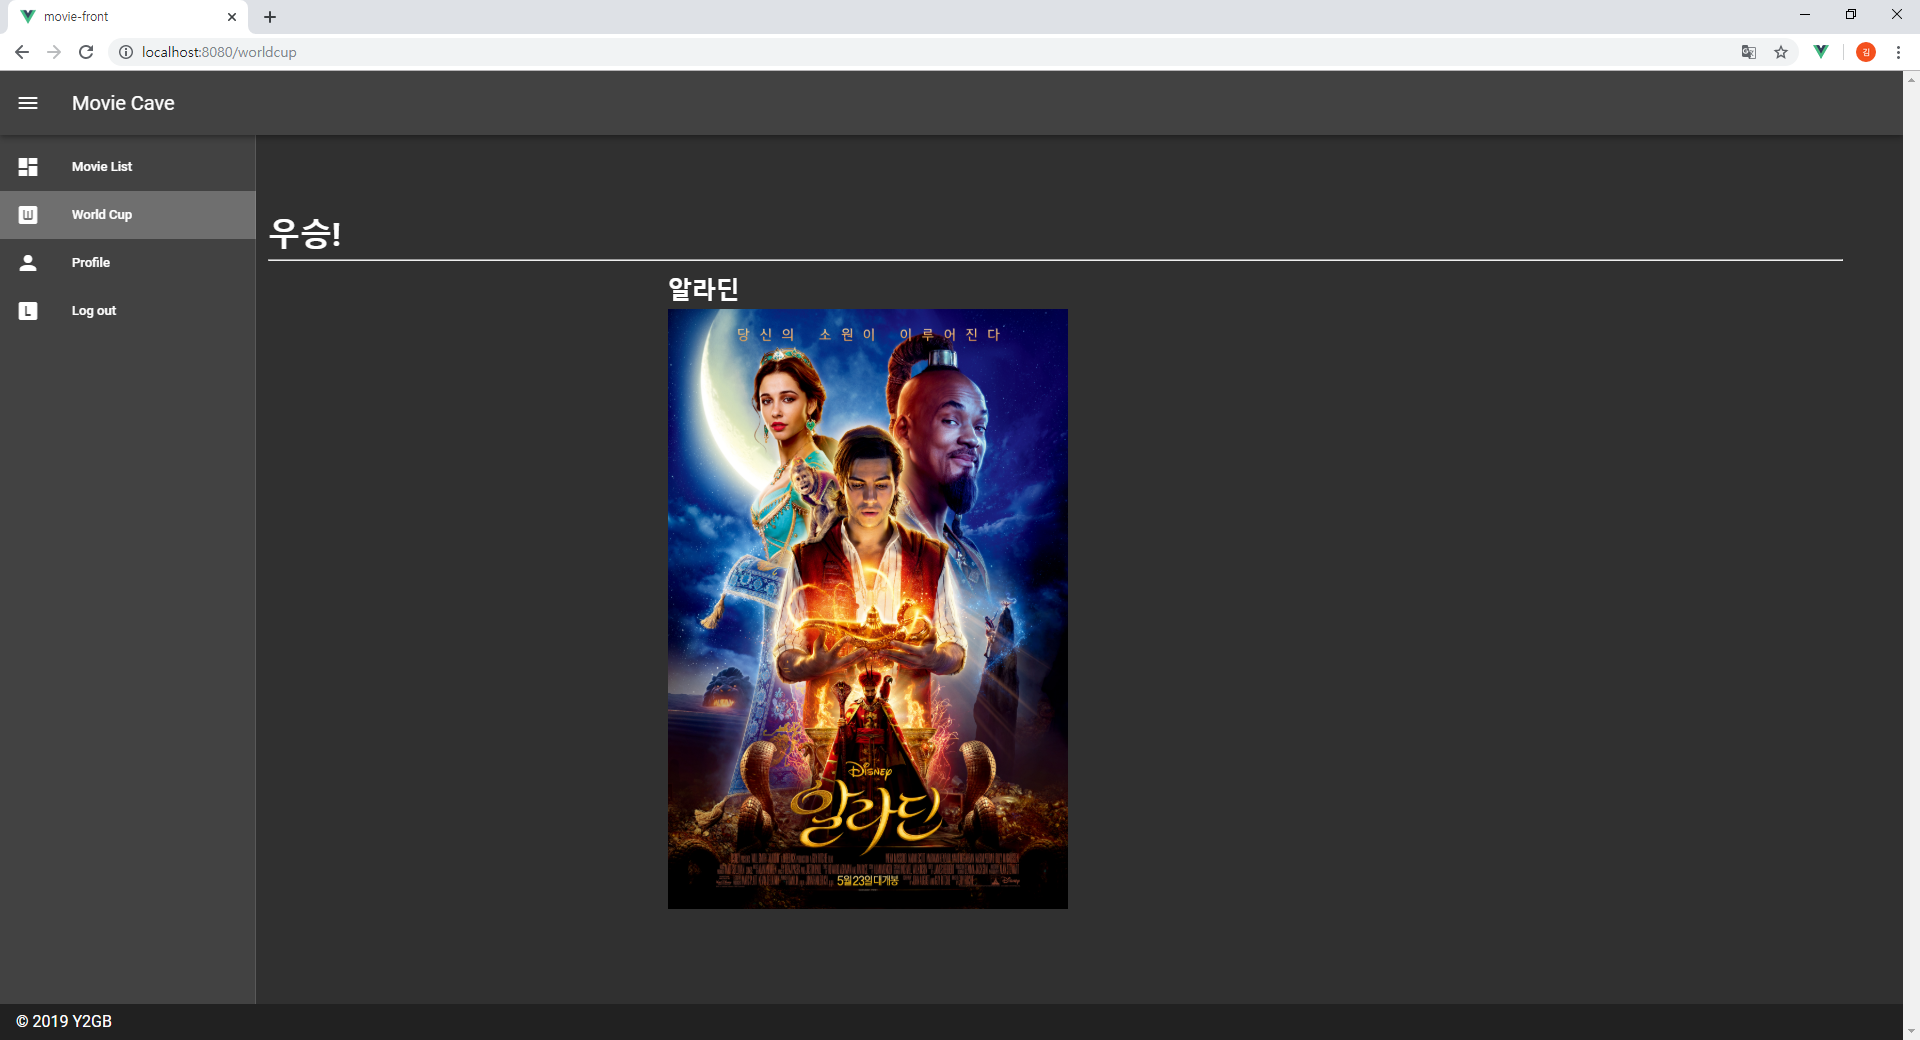 movie-front
localhost:8080/worldcup
김
Movie Cave
Movie List
W
World Cup
Profile
L
Log out
우승!
알라딘
당신의 소원이 이루어진다
Disney
알라딘
5월23일대개봉
Disney
© 2019 Y2GB